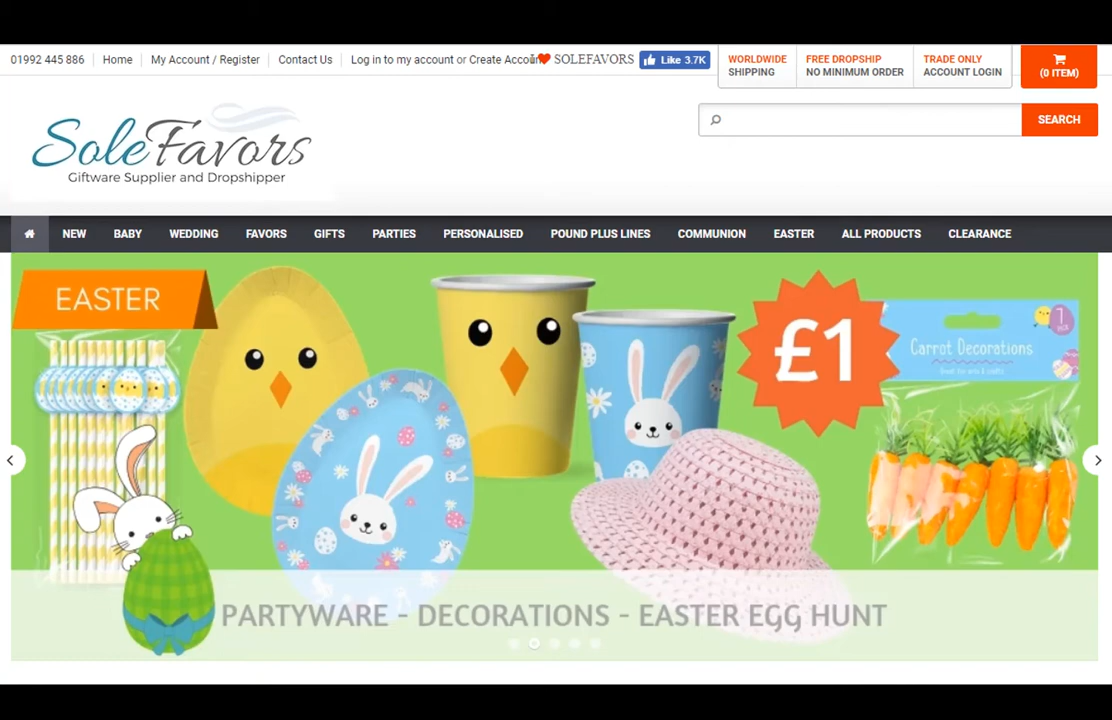 01992 445 886 Home My Account / Register Contact Us Log in to my account or Create Accoun
SOLEFAVORS
Like 3.7K
WORLDWIDE
SHIPPING
FREE DROPSHIP
NO MINIMUM ORDER
TRADE ONLY
ACCOUNT LOGIN
(0 ITEM)
SEARCH
SoleFavors
Giftware Supplier and Dropshipper
NEW BABY WEDDING FAVORS GIFTS PARTIES PERSONALISED POUND PLUS LINES COMMUNION EASTER ALL PRODUCTS CLEARANCE
EASTER
£1
Carrot Decorations
PARTYWARE - DECORATIONS - EASTER EGG HUNT